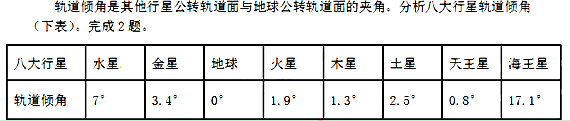 轨道倾角是其他行星公转轨道面与地球公转轨道面的夹角。分析八大行星轨道倾角
（下表）。完成2题。
八大行星 水星 金星 地球 火星 木星 土星 天王星 海王星
轨道倾角 7° 3.4° 0° 1.9° 1.3° 2.5° 0.8° 17.1°